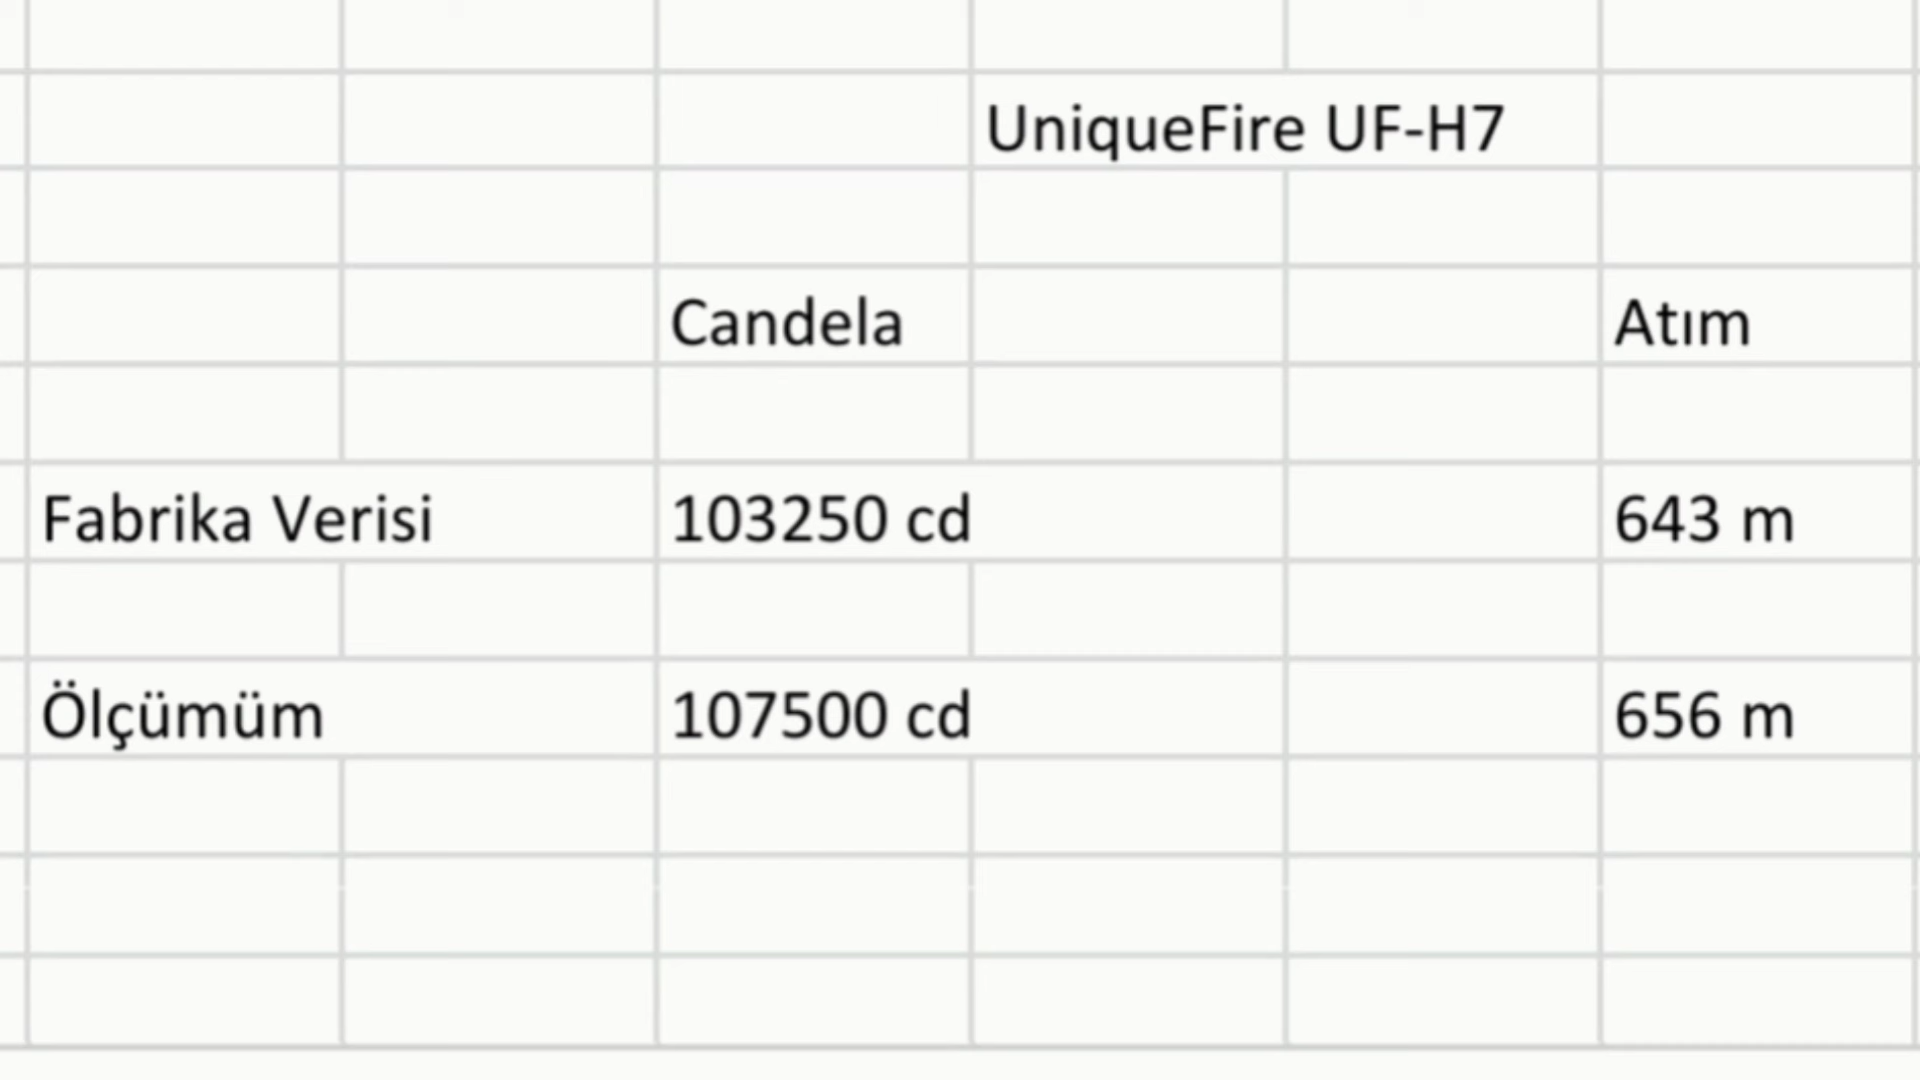 UniqueFire UF-H7
Candela Atım
Fabrika Verisi 103250 cd 643 m
Ölçümüm 107500 cd 656 m